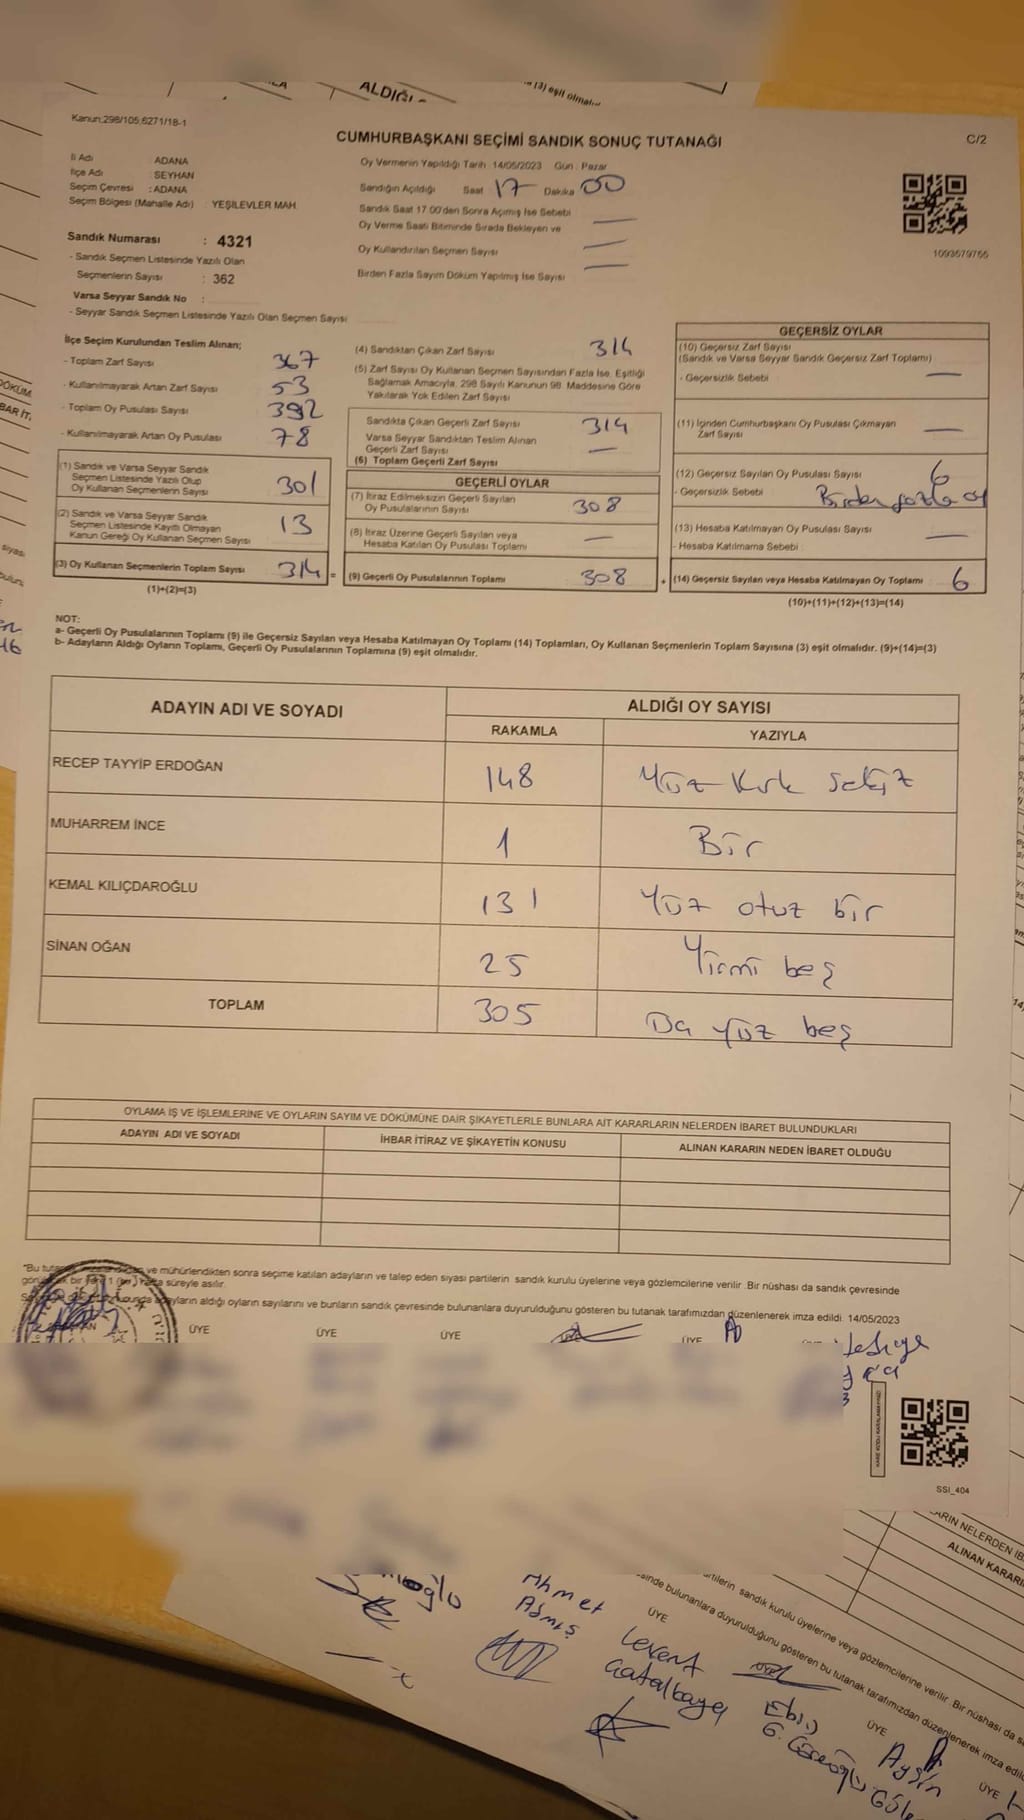 ALDIĞI
(3) eşit olmalı
Kanun:298/105,6271/18-1
C/2
CUMHURBAŞKANI SEÇİMİ SANDIK SONUÇ TUTANAĞI
İl Adı ADANA
İlçe Adı : SEYHAN
Seçim Çevresi : ADANA
Seçim Bölgesi (Mahalle Adı) : YEŞİLEVLER MAH
Sandık Numarası : 4321
- Sandık Seçmen Listesinde Yazılı Olan
Seçmenlerin Sayısı : 362
Varsa Seyyar Sandık No :
- Seyyar Sandık Seçmen Listesinde Yazılı Olan Seçmen Sayısı
Oy Vermenin Yapıldığı Tarih: 14/05/2023 Gün: Pazar
Sandığın Açıldığı Saat 17 Dakika 00
Sandık Saat 17:00'den Sonra Açımış İse Sebebi
Oy Verme Saati Bitiminde Sırada Bekleyen ve
Oy Kullandırılan Seçmen Sayısı
Birden Fazla Sayım Döküm Yapılmış İse Sayısı
1093579765
İlçe Seçim Kurulundan Teslim Alınan;
- Toplam Zarf Sayısı 367
- Kullanılmayarak Artan Zarf Sayısı 53
- Toplam Oy Pusulası Sayısı 392
- Kullanılmayarak Artan Oy Pusulası 78
(1) Sandık ve Varsa Seyyar Sandık
Seçmen Listesinde Yazılı Olup
Oy Kullanan Seçmenlerin Sayısı 301
(2) Sandık ve Varsa Seyyar Sandık
Seçmen Listesinde Kayıtlı Olmayan
Kanun Gereği Oy Kullanan Seçmen Sayısı 13
(3) Oy Kullanan Seçmenlerin Toplam Sayısı 314 =
(1)+(2)=(3)
(4) Sandıktan Çıkan Zarf Sayısı 314
(5) Zarf Sayısı Oy Kullanan Seçmen Sayısından Fazla İse, Eşitliği
Sağlamak Amacıyla, 298 Sayılı Kanunun 98. Maddesine Göre
Yakılarak Yok Edilen Zarf Sayısı
Sandıkta Çıkan Geçerli Zarf Sayısı 314
Varsa Seyyar Sandıktan Teslim Alınan
Geçerli Zarf Sayısı
(6) Toplam Geçerli Zarf Sayısı
GEÇERLİ OYLAR
(7) İtiraz Edilmeksizin Geçerli Sayılan
Oy Pusulalarının Sayısı 308
(8) İtiraz Üzerine Geçerli Sayılan veya
Hesaba Katılan Oy Pusulası Toplamı
(9) Geçerli Oy Pusulalarının Toplamı 308 +
GEÇERSİZ OYLAR
(10) Geçersiz Zarf Sayısı
(Sandık ve Varsa Seyyar Sandık Geçersiz Zarf Toplamı)
- Geçersizlik Sebebi
(11) İçinden Cumhurbaşkanı Oy Pusulası Çıkmayan
Zarf Sayısı
(12) Geçersiz Sayılan Oy Pusulası Sayısı 6
- Geçersizlik Sebebi Birden fazla oy
(13) Hesaba Katılmayan Oy Pusulası Sayısı
- Hesaba Katılmama Sebebi
(14) Geçersiz Sayılan veya Hesaba Katılmayan Oy Toplamı 6
(10)+(11)+(12)+(13)=(14)
NOT:
a- Geçerli Oy Pusulalarının Toplamı (9) ile Geçersiz Sayılan veya Hesaba Katılmayan Oy Toplamı (14) Toplamları, Oy Kullanan Seçmenlerin Toplam Sayısına (3) eşit olmalıdır. (9)+(14)=(3)
b- Adayların Aldığı Oyların Toplamı, Geçerli Oy Pusulalarının Toplamına (9) eşit olmalıdır.
ADAYIN ADI VE SOYADI
ALDIĞI OY SAYISI
RAKAMLA YAZIYLA
RECEP TAYYİP ERDOĞAN 148 Yüz Kırk Sekiz
MUHARREM İNCE 1 Bir
KEMAL KILIÇDAROĞLU 131 Yüz otuz bir
SİNAN OĞAN 25 Yirmi beş
TOPLAM 305 yüz beş
OYLAMA İŞ VE İŞLEMLERİNE VE OYLARIN SAYIM VE DÖKÜMÜNE DAİR ŞİKAYETLERLE BUNLARA AİT KARARLARIN NELERDEN İBARET BULUNDUKLARI
ADAYIN ADI VE SOYADI İHBAR İTİRAZ VE ŞİKAYETİN KONUSU ALINAN KARARIN NEDEN İBARET OLDUĞU
ve mühürlendikten sonra seçime katılan adayların ve talep eden siyasi partilerin sandık kurulu üyelerine veya gözlemcilerine verilir. Bir nüshası da sandık çevresinde
süreyle asılır.
adayların aldığı oyların sayılarını ve bunların sandık çevresinde bulunanlara duyurulduğunu gösteren bu tutanak tarafımızdan düzenlenerek imza edildi. 14/05/2023
ÜYE ÜYE ÜYE ÜYE
KARE KODU KARALAMAYINIZ!
SSI_404
ARIN NELERDEN
ALINAN KARARI
partilerin sandık kurulu üyelerine veya gözlemcilerine verilir. Bir nüshası da
bulunanlara duyurulduğunu gösteren bu tutanak tarafımızdan düzenlenerek imza
Ahmet
ÜYE
Levent
ÜYE
ÜYE